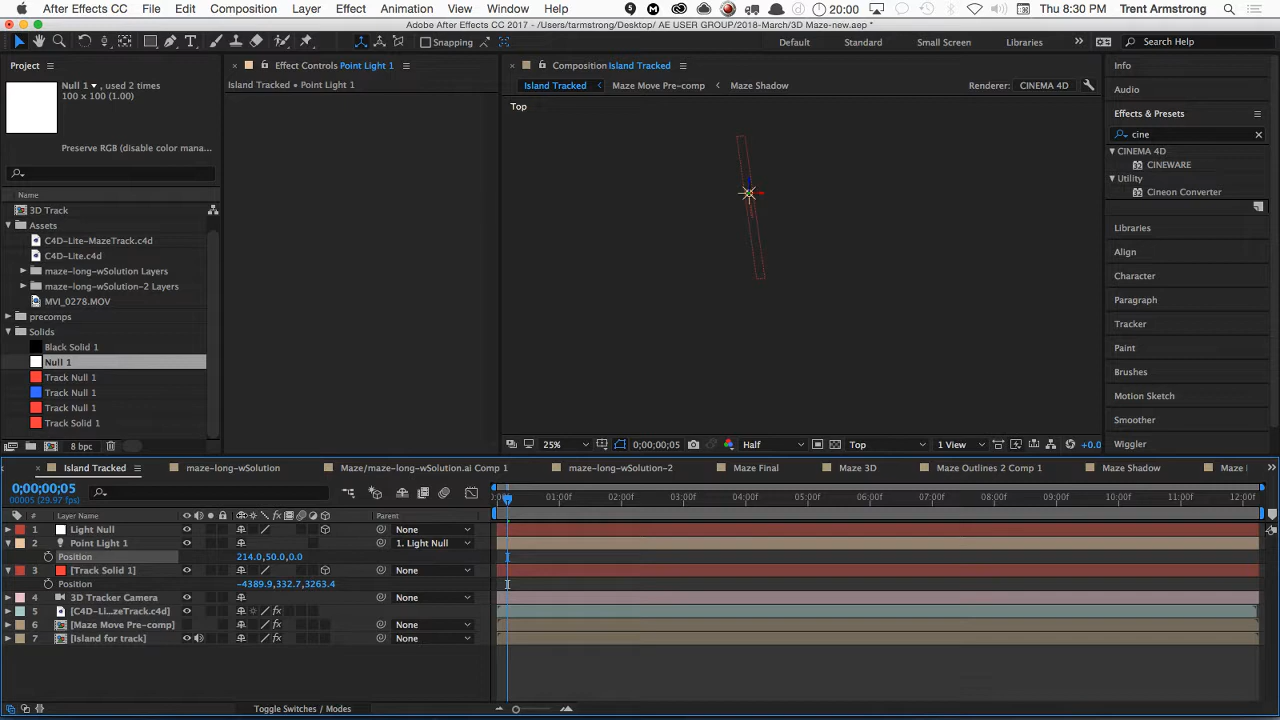 After Effects CC File Edit Composition Layer Effect Animation View Window Help 20:00 Thu 8:30 PM Trent Armstrong
Adobe After Effects CC 2017 - /Users/tarmstrong/Desktop/ AE USER GROUP/2018-March/3D Maze-new.aep *
Snapping Default Standard Small Screen Libraries Search Help
Project Effect Controls Point Light 1 Composition Island Tracked Info
Null 1, used 2 times
100 x 100 (1.00)
Island Tracked • Point Light 1
Island Tracked Maze Move Pre-comp Maze Shadow Renderer: CINEMA 4D
Audio
Top
Effects & Presets
cine
Preserve RGB (disable color mana...
CINEMA 4D
CINEWARE
Utility
Cineon Converter
Name
3D Track
Assets
C4D-Lite-MazeTrack.c4d
C4D-Lite.c4d
maze-long-wSolution Layers
maze-long-wSolution-2 Layers
MVI_0278.MOV
precomps
Solids
Black Solid 1
Null 1
Track Null 1
Track Null 1
Track Null 1
Track Solid 1
Libraries
Align
Character
Paragraph
Tracker
Paint
Brushes
Motion Sketch
Smoother
Wiggler
8 bpc 25% 0;00;00;05 Half Top 1 View +0.0
Island Tracked maze-long-wSolution Maze/maze-long-wSolution.ai Comp 1 maze-long-wSolution-2 Maze Final Maze 3D Maze Outlines 2 Comp 1 Maze Shadow Maze
0;00;00;05
00005 (29.97 fps)
0:00f 01:00f 02:00f 03:00f 04:00f 05:00f 06:00f 07:00f 08:00f 09:00f 10:00f 11:00f 12:00f
# Layer Name Parent
1 Light Null None
2 Point Light 1 1. Light Null
Position 214.0,50.0,0.0
3 [Track Solid 1] None
Position -4389.9,332.7,3263.4
4 3D Tracker Camera None
5 [C4D-Li...zeTrack.c4d] None
6 [Maze Move Pre-comp] None
7 [Island for track] None
Toggle Switches / Modes